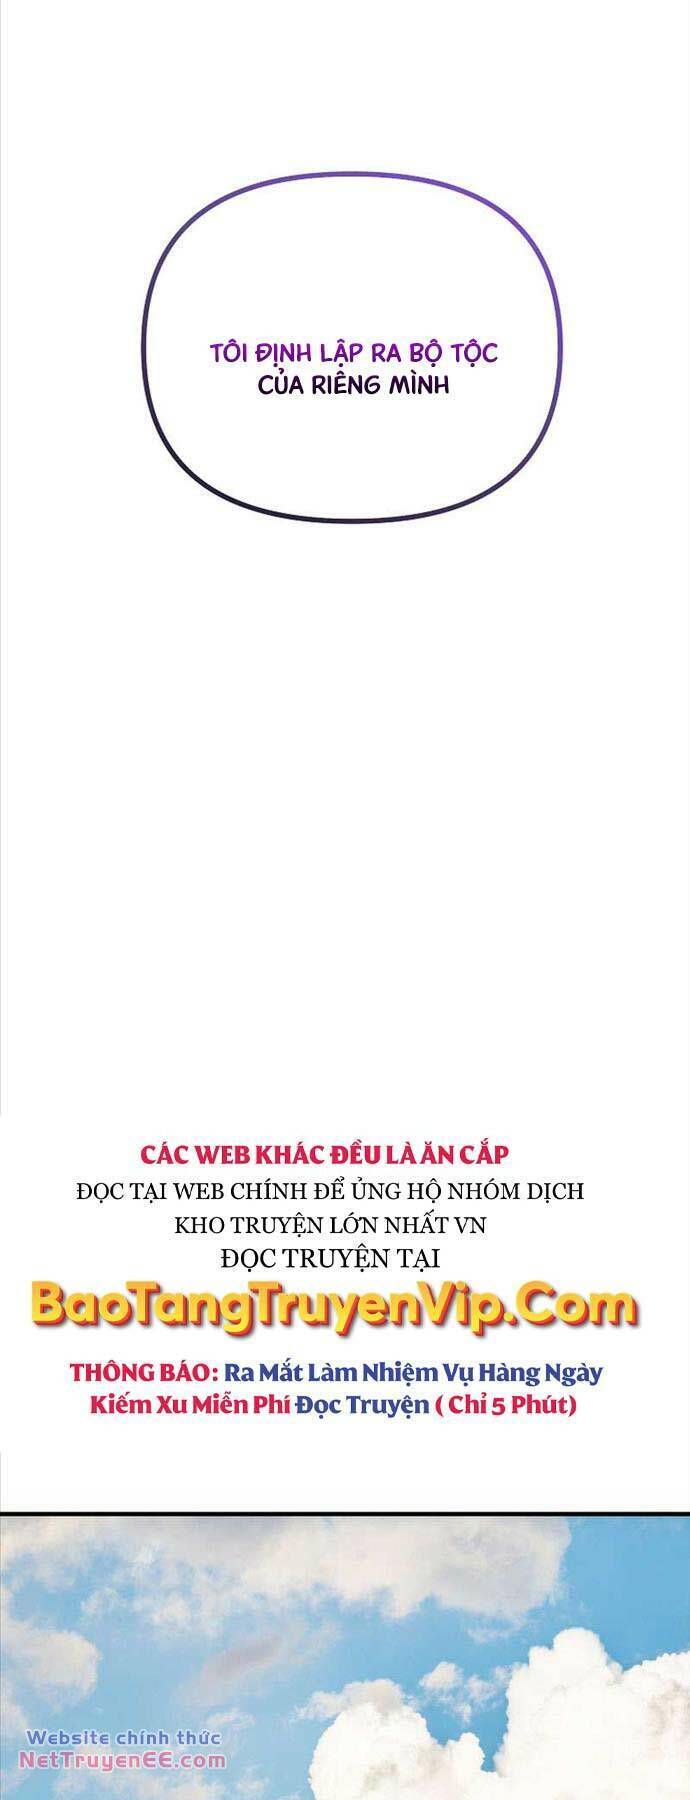 TÔI ĐỊNH LẬP RA BỘ TỘC
CỦA RIÊNG MÌNH
CÁC WEB KHÁC ĐỀU LÀ ĂN CẮP
ĐỌC TẠI WEB CHÍNH ĐỂ ỦNG HỘ NHÓM DỊCH
KHO TRUYỆN LỚN NHẤT VN
ĐỌC TRUYỆN TẠI
BaoTangTruyenVip.Com
THÔNG BÁO: Ra Mắt Làm Nhiệm Vụ Hàng Ngày
Kiếm Xu Miễn Phí Đọc Truyện ( Chỉ 5 Phút)
Website chính thức
NetTruyenEE.com